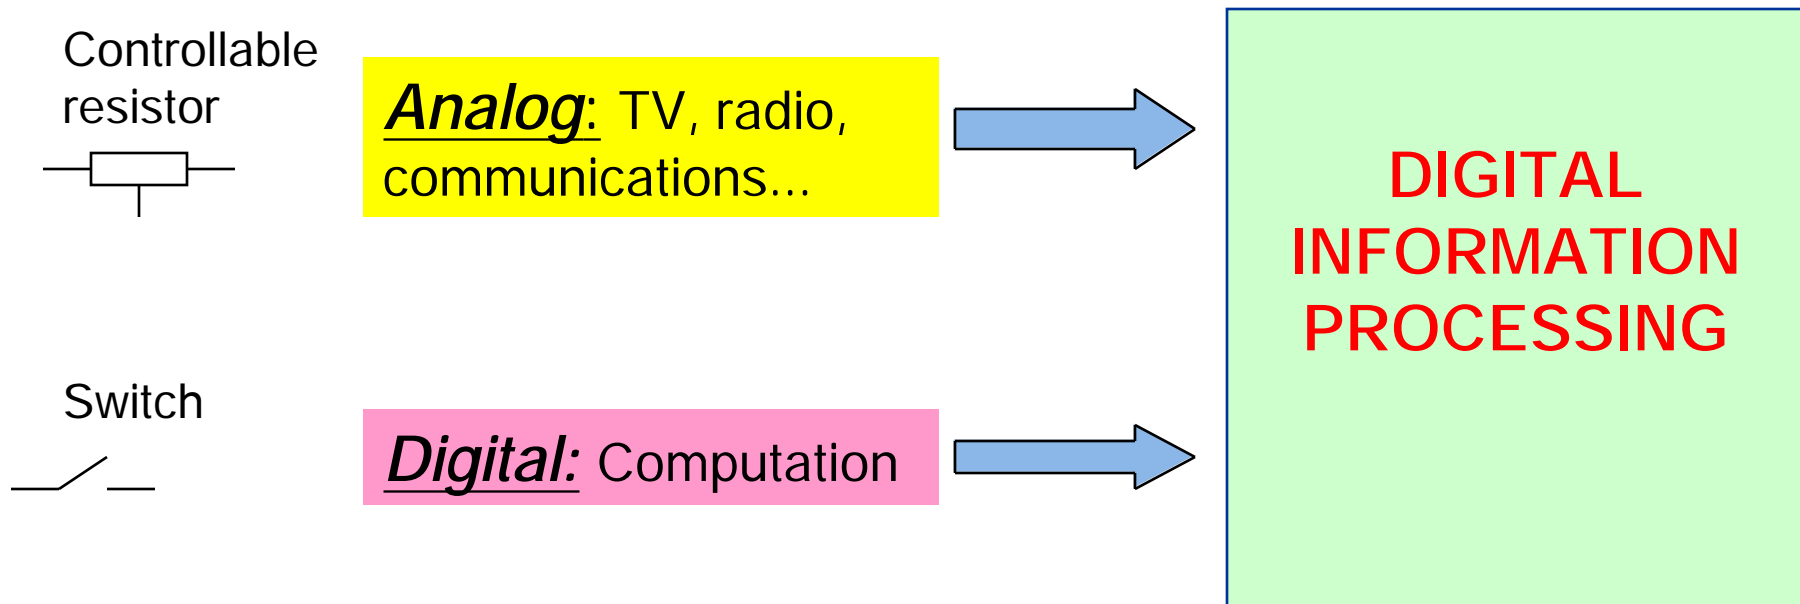 Controllable
resistor
Analog: TV, radio,
communications...
DIGITAL
INFORMATION
PROCESSING
Switch
Digital: Computation